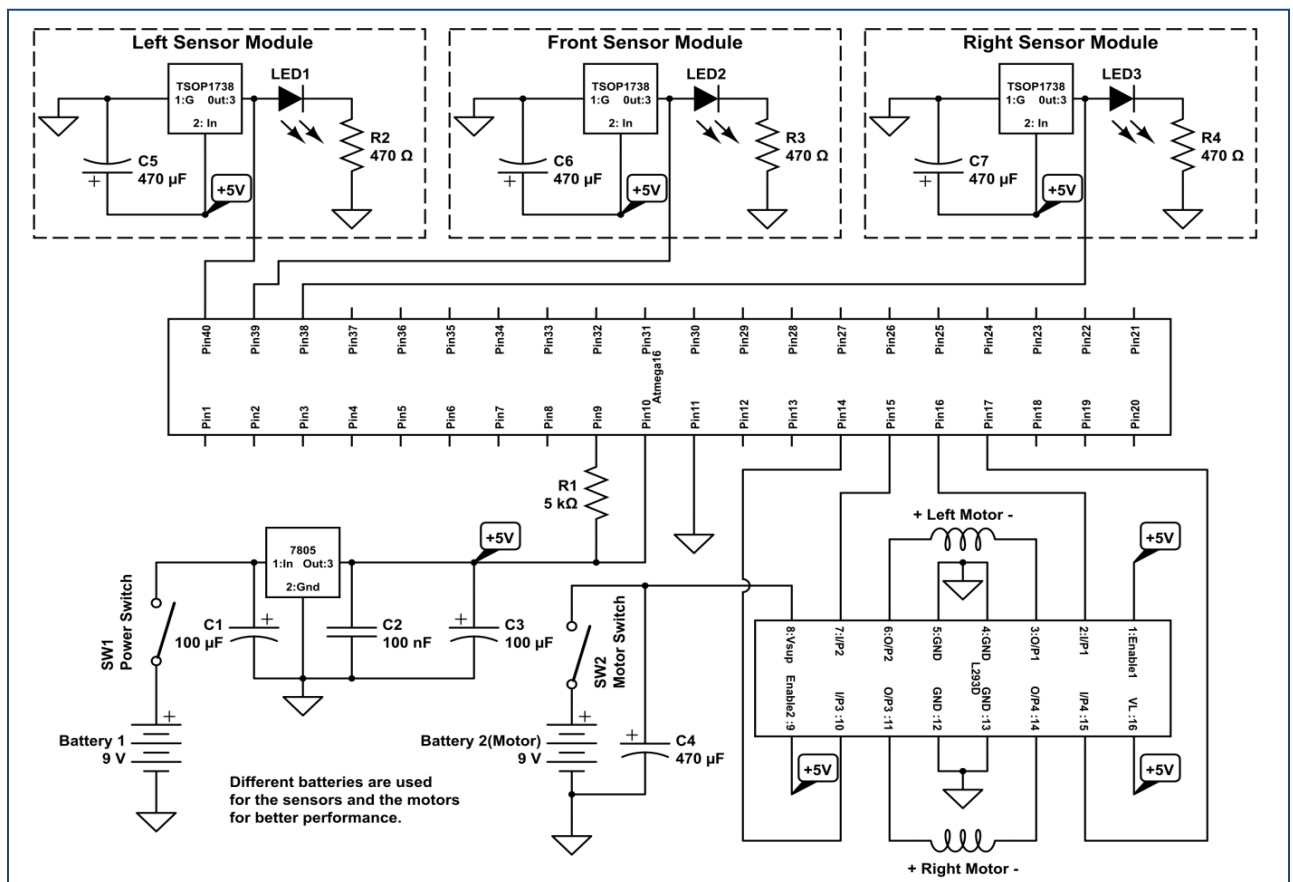 Left Sensor Module
TSOP1738
1:G Out:3
2: In
LED1
R2
470 Ω
C5
+
470 µF
+5V
Front Sensor Module
TSOP1738
1:G Out:3
2: In
LED2
R3
470 Ω
C6
+
470 µF
+5V
Right Sensor Module
TSOP1738
1:G Out:3
2: In
LED3
R4
470 Ω
C7
+
470 µF
+5V
Pin40
Pin39
Pin38
Pin37
Pin36
Pin35
Pin34
Pin33
Pin32
Pin31
Pin30
Pin29
Pin28
Pin27
Pin26
Pin25
Pin24
Pin23
Pin22
Pin21
Atmega16
Pin1
Pin2
Pin3
Pin4
Pin5
Pin6
Pin7
Pin8
Pin9
Pin10
Pin11
Pin12
Pin13
Pin14
Pin15
Pin16
Pin17
Pin18
Pin19
Pin20
R1
5 kΩ
7805
1:In Out:3
2:Gnd
+5V
SW1
Power Switch
C1
+
100 µF
C2
100 nF
C3
+
100 µF
+
Battery 1
9 V
Different batteries are used
for the sensors and the motors
for better performance.
SW2
Motor Switch
+
Battery 2(Motor)
9 V
+
C4
470 µF
+ Left Motor -
+5V
8:Vsup
7:I/P2
6:O/P2
5:GND
4:GND
3:O/P1
2:I/P1
1:Enable1
L293D
Enable2 :9
I/P3 :10
O/P3 :11
GND :12
GND :13
O/P4 :14
I/P4 :15
VL :16
+5V
+5V
+ Right Motor -